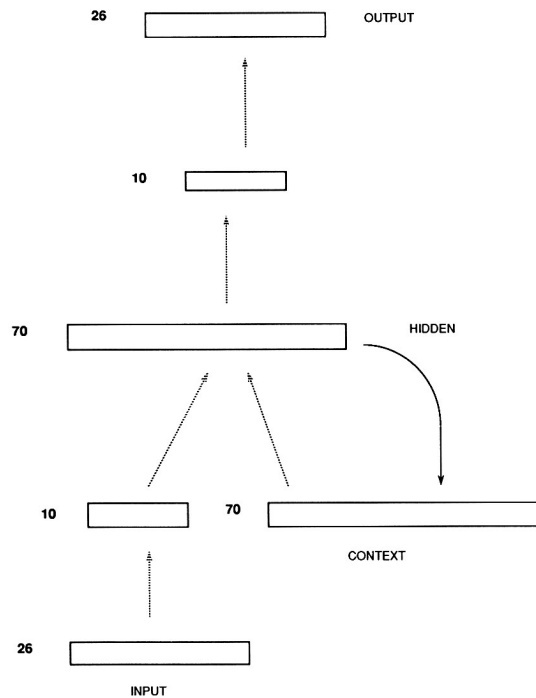 26 OUTPUT
10
70 HIDDEN
10 70
CONTEXT
26
INPUT